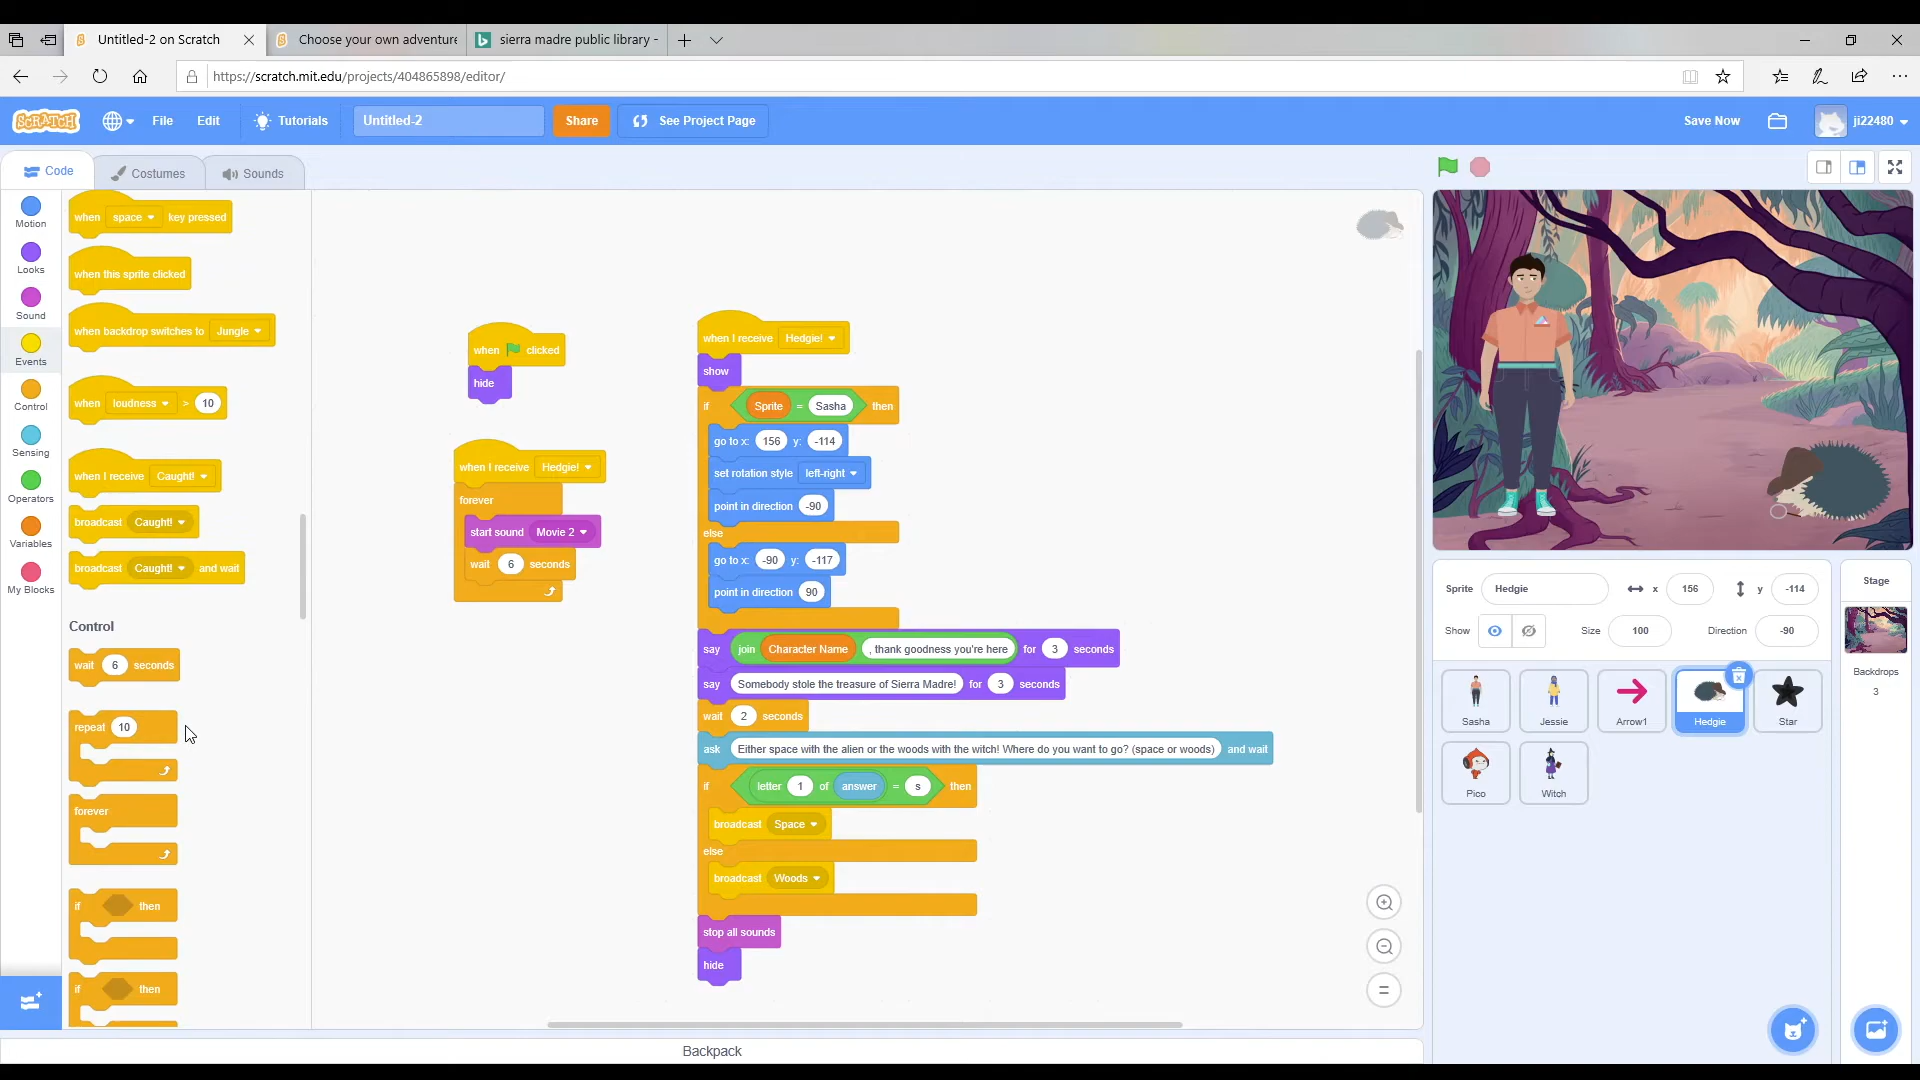 Untitled-2 on Scratch
Choose your own adventure
sierra madre public library -
https://scratch.mit.edu/projects/404865898/editor/
SCRATCH
File
Edit
Tutorials
Untitled-2
Share
See Project Page
Save Now
ji22480
Code
Costumes
Sounds
Motion
Looks
Sound
Events
Control
Sensing
Operators
Variables
My Blocks
when space key pressed
when this sprite clicked
when backdrop switches to Jungle
when loudness > 10
when I receive Caught!
broadcast Caught!
broadcast Caught! and wait
Control
wait 6 seconds
repeat 10
forever
if then
if then
when clicked
hide
when I receive Hedgie!
forever
start sound Movie 2
wait 6 seconds
when I receive Hedgie!
show
if Sprite = Sasha then
go to x: 156 y: -114
set rotation style left-right
point in direction -90
else
go to x: -90 y: -117
point in direction 90
say join Character Name , thank goodness you're here for 3 seconds
say Somebody stole the treasure of Sierra Madre! for 3 seconds
wait 2 seconds
ask Either space with the alien or the woods with the witch! Where do you want to go? (space or woods) and wait
if letter 1 of answer = s then
broadcast Space
else
broadcast Woods
stop all sounds
hide
Backpack
Sprite Hedgie x 156 y -114
Show Size 100 Direction -90
Sasha
Jessie
Arrow1
Hedgie
Star
Pico
Witch
Stage
Backdrops
3